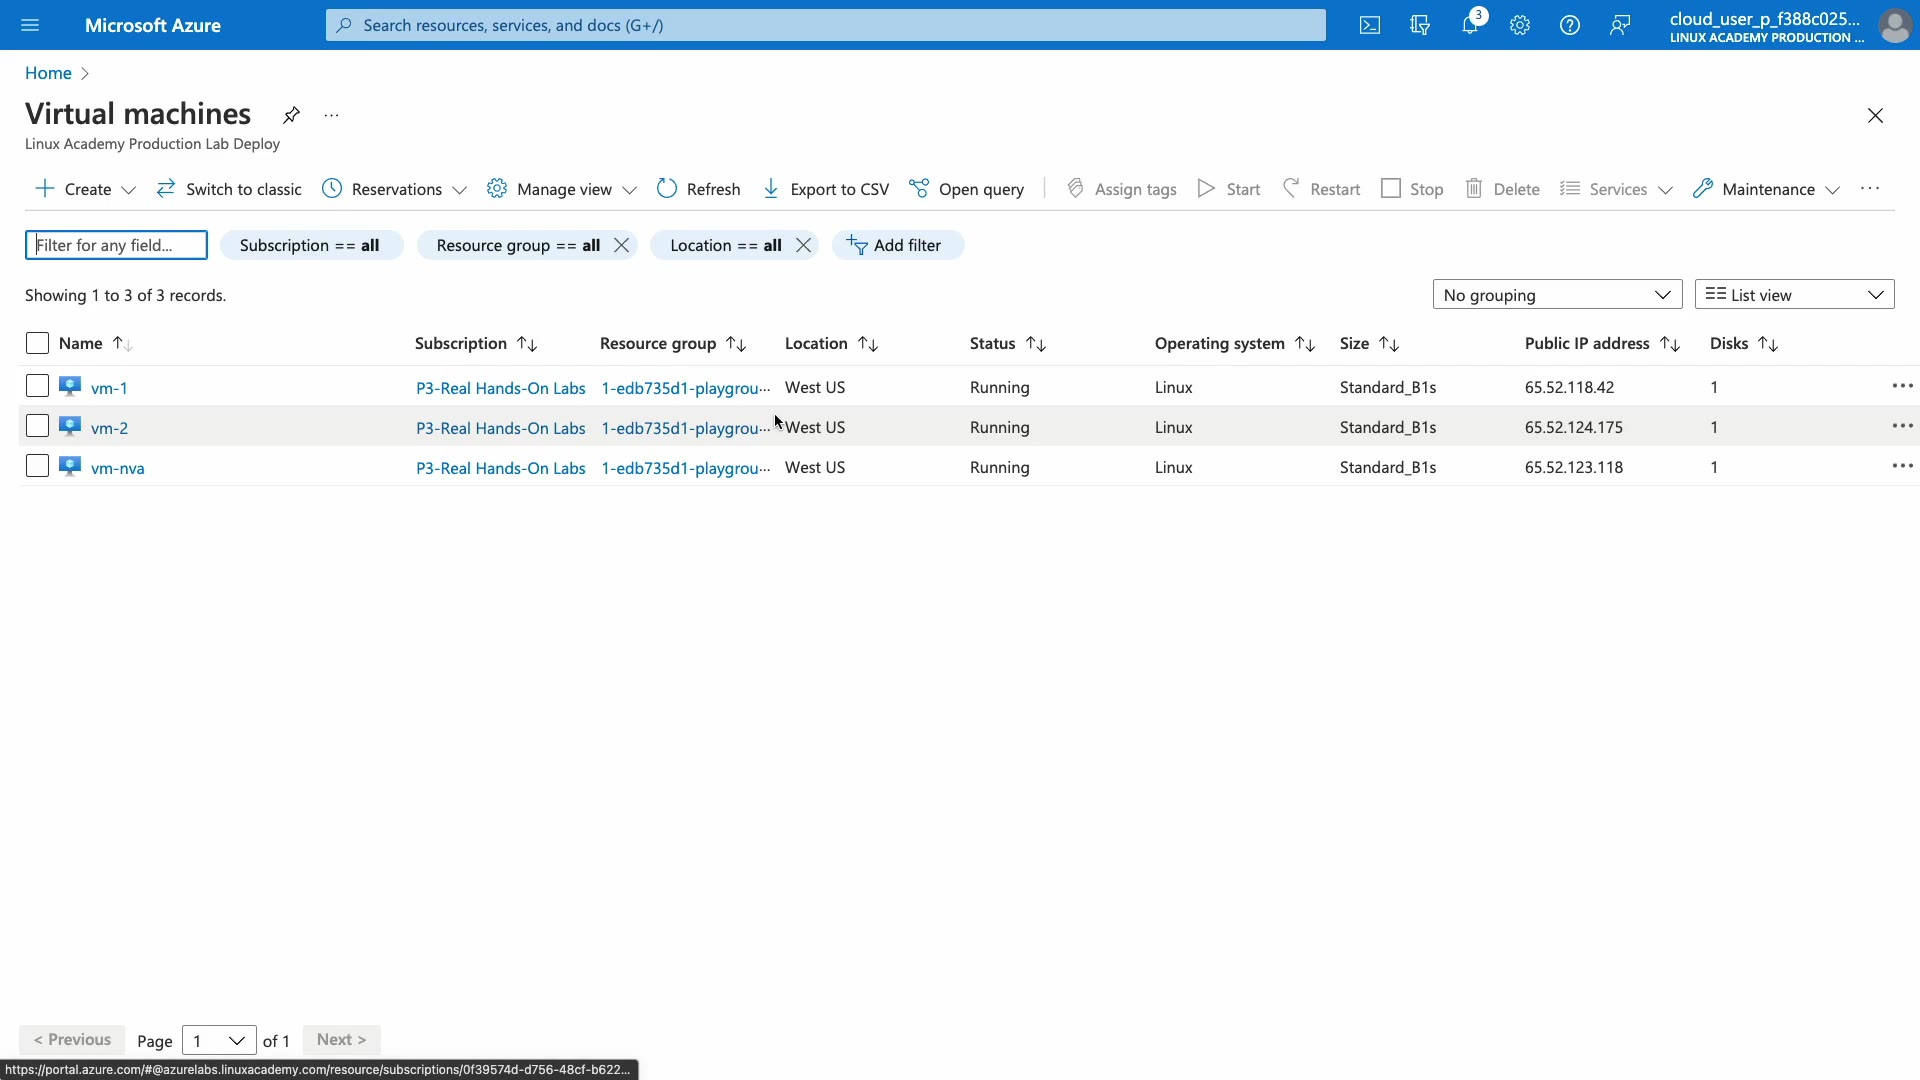 Microsoft Azure
Search resources, services, and docs (G+/)
3
cloud_user_p_f388c025...
LINUX ACADEMY PRODUCTION ...
Home
Virtual machines
...
Linux Academy Production Lab Deploy
Create
Switch to classic
Reservations
Manage view
Refresh
Export to CSV
Open query
Assign tags
Start
Restart
Stop
Delete
Services
Maintenance
...
Filter for any field...
Subscription == all
Resource group == all
Location == all
Add filter
Showing 1 to 3 of 3 records.
No grouping
List view
Name Subscription Resource group Location Status Operating system Size Public IP address Disks
vm-1 P3-Real Hands-On Labs 1-edb735d1-playgrou... West US Running Linux Standard_B1s 65.52.118.42 1 ...
vm-2 P3-Real Hands-On Labs 1-edb735d1-playgrou... West US Running Linux Standard_B1s 65.52.124.175 1 ...
vm-nva P3-Real Hands-On Labs 1-edb735d1-playgrou... West US Running Linux Standard_B1s 65.52.123.118 1 ...
< Previous Page 1 of 1 Next >
https://portal.azure.com/#@azurelabs.linuxacademy.com/resource/subscriptions/0f39574d-d756-48cf-b622...